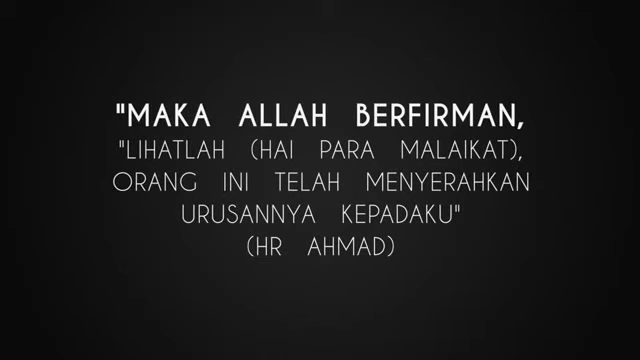 "MAKA ALLAH BERFIRMAN,
"LIHATLAH (HAI PARA MALAIKAT),
ORANG INI TELAH MENYERAHKAN
URUSANNYA KEPADAKU"
(HR AHMAD)